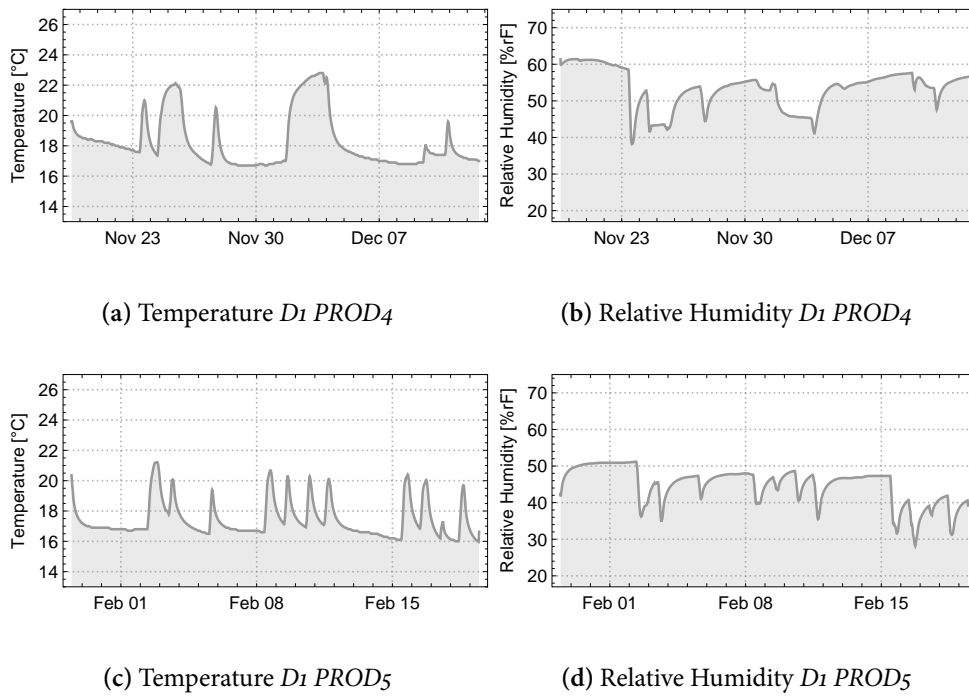 Temperature [°C]
26
24
22
20
18
16
14
Nov 23 Nov 30 Dec 07
Relative Humidity [%rF]
70
60
50
40
30
20
Nov 23 Nov 30 Dec 07
(a) Temperature D1 PROD4
(b) Relative Humidity D1 PROD4
Temperature [°C]
26
24
22
20
18
16
14
Feb 01 Feb 08 Feb 15
Relative Humidity [%rF]
70
60
50
40
30
20
Feb 01 Feb 08 Feb 15
(c) Temperature D1 PROD5
(d) Relative Humidity D1 PROD5